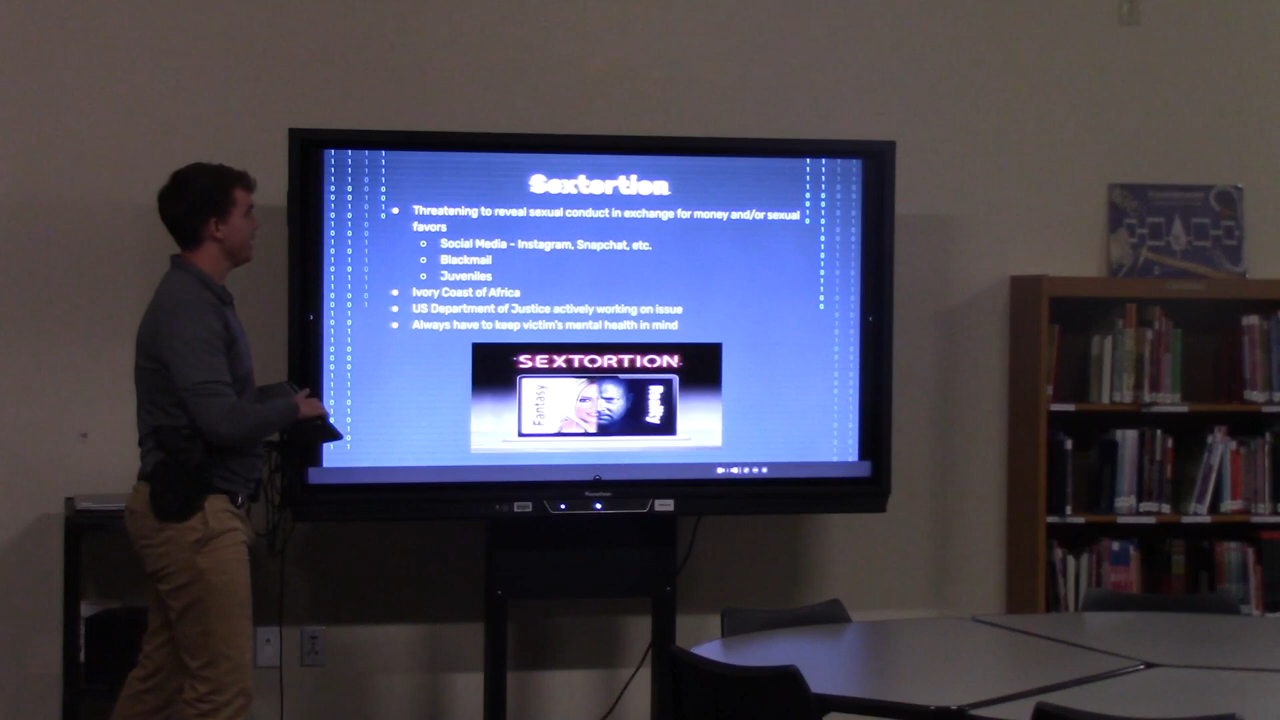 Sextortion
Threatening to reveal sexual conduct in exchange for money and/or sexual
favors
Social Media - Instagram, Snapchat, etc.
Blackmail
Juveniles
Ivory Coast of Africa
US Department of Justice actively working on issue
Always have to keep victim's mental health in mind
SEXTORTION
Fantasy
Reality